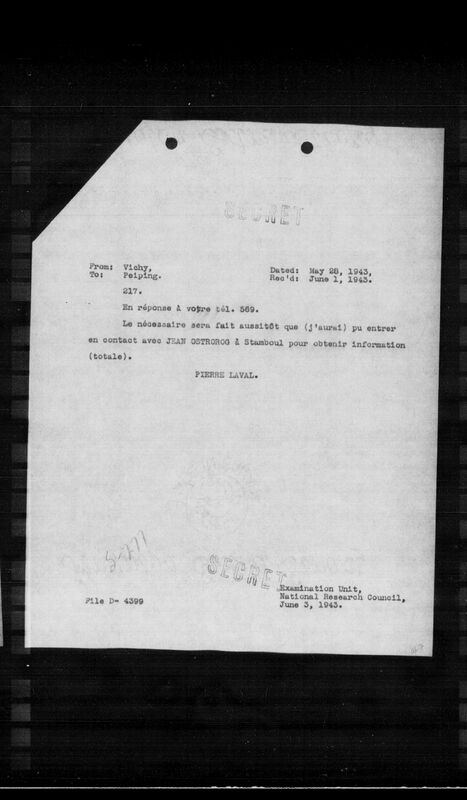 SECRET
From: Vichy, Dated: May 28, 1943,
To: Peiping. Rec'd: June 1, 1943.
217.
En réponse à votre tél. 569.
Le nécessaire sera fait aussitôt que (j'aurai) pu entrer
en contact avec JEAN OSTROROG à Stamboul pour obtenir information
(totale).
PIERRE LAVAL.
SECRET
Examination Unit,
File D- 4399 National Research Council,
June 3, 1943.